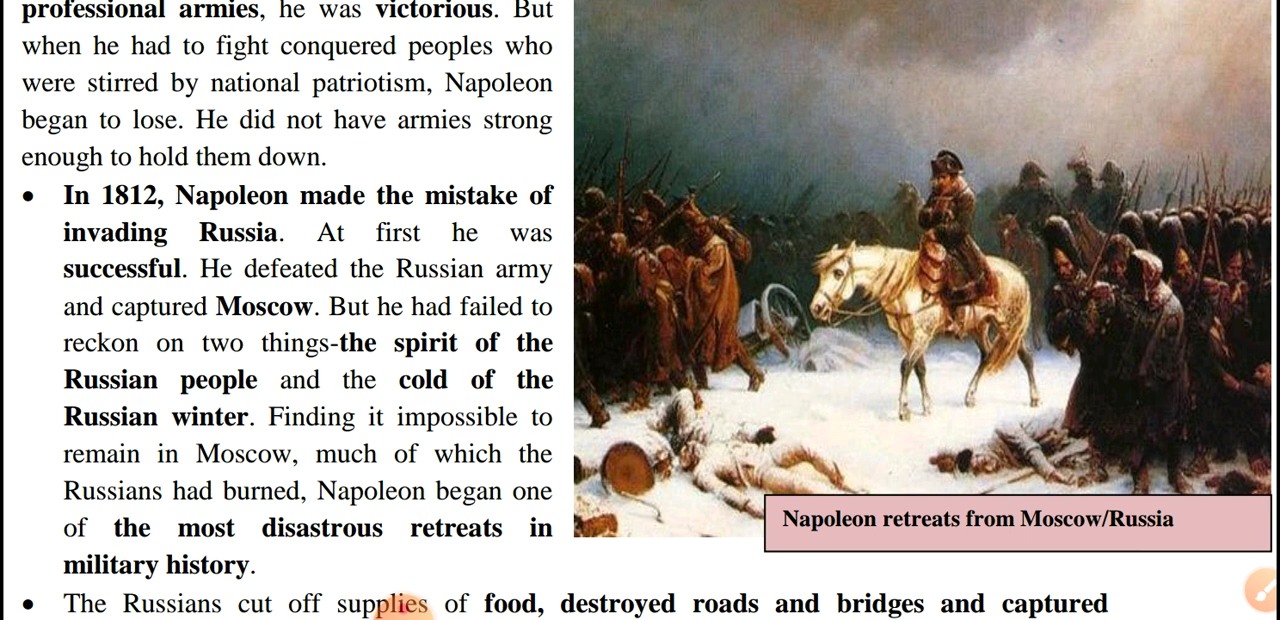 professional armies, he was victorious. But
when he had to fight conquered peoples who
were stirred by national patriotism, Napoleon
began to lose. He did not have armies strong
enough to hold them down.
• In 1812, Napoleon made the mistake of
invading Russia. At first he was
successful. He defeated the Russian army
and captured Moscow. But he had failed to
reckon on two things-the spirit of the
Russian people and the cold of the
Russian winter. Finding it impossible to
remain in Moscow, much of which the
Russians had burned, Napoleon began one
of the most disastrous retreats in
military history.
Napoleon retreats from Moscow/Russia
• The Russians cut off supplies of food, destroyed roads and bridges and captured